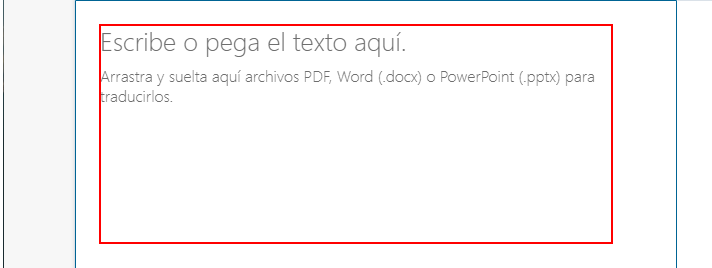 Escribe o pega el texto aquí.
Arrastra y suelta aquí archivos PDF, Word (.docx) o PowerPoint (.pptx) para
traducirlos.